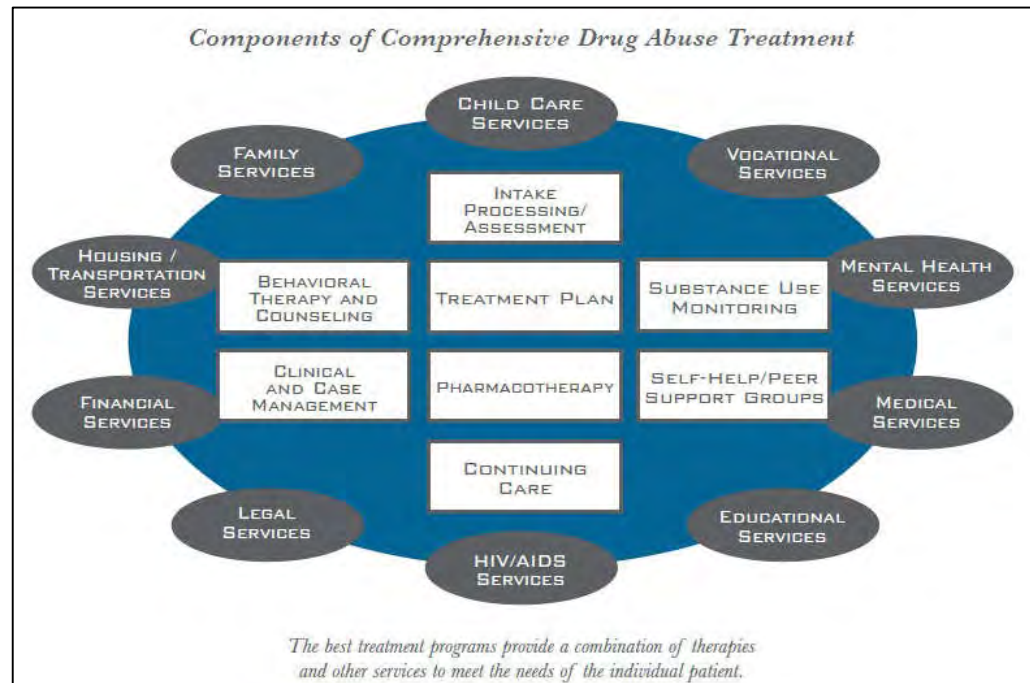 Components of Comprehensive Drug Abuse Treatment
CHILD CARE
SERVICES
FAMILY
SERVICES
VOCATIONAL
SERVICES
INTAKE
PROCESSING/
ASSESSMENT
HOUSING /
TRANSPORTATION
SERVICES
BEHAVIORAL
THERAPY AND
COUNSELING
TREATMENT PLAN
SUBSTANCE USE
MONITORING
MENTAL HEALTH
SERVICES
FINANCIAL
SERVICES
CLINICAL
AND CASE
MANAGEMENT
PHARMACOTHERAPY
SELF-HELP/PEER
SUPPORT GROUPS
MEDICAL
SERVICES
CONTINUING
CARE
LEGAL
SERVICES
EDUCATIONAL
SERVICES
HIV/AIDS
SERVICES
The best treatment programs provide a combination of therapies
and other services to meet the needs of the individual patient.